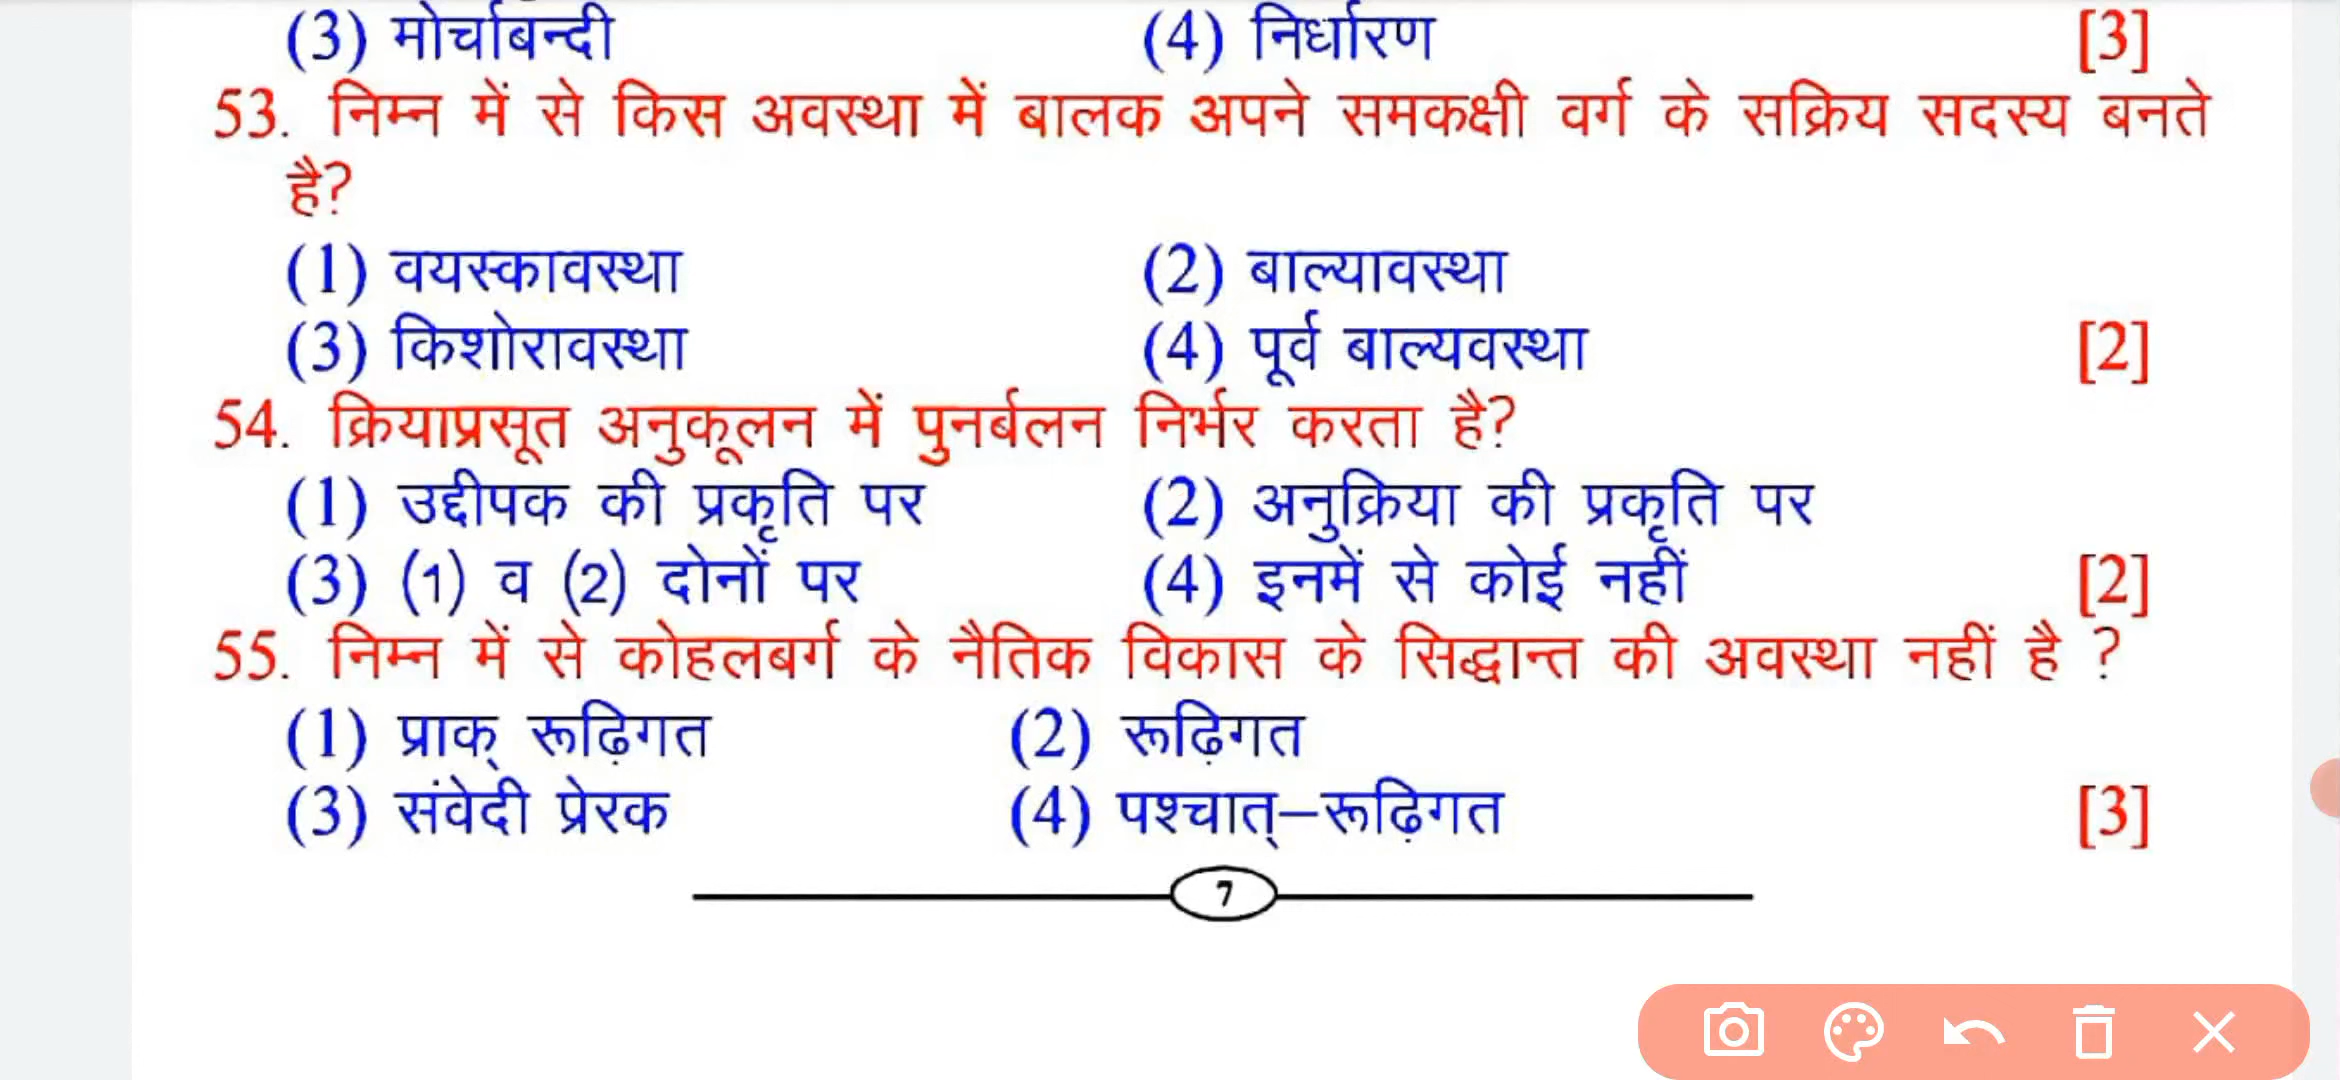 (3) मोर्चाबन्दी (4) निर्धारण [3]
53. निम्न में से किस अवस्था में बालक अपने समकक्षी वर्ग के सक्रिय सदस्य बनते
है?
(1) वयस्कावस्था (2) बाल्यावस्था
(3) किशोरावस्था (4) पूर्व बाल्यवस्था [2]
54. क्रियाप्रसूत अनुकूलन में पुनर्बलन निर्भर करता है?
(1) उद्दीपक की प्रकृति पर (2) अनुक्रिया की प्रकृति पर
(3) (1) व (2) दोनों पर (4) इनमें से कोई नहीं [2]
55. निम्न में से कोहलबर्ग के नैतिक विकास के सिद्धान्त की अवस्था नहीं है ?
(1) प्राक् रूढ़िगत (2) रूढ़िगत
(3) संवेदी प्रेरक (4) पश्चात्–रूढ़िगत [3]
7